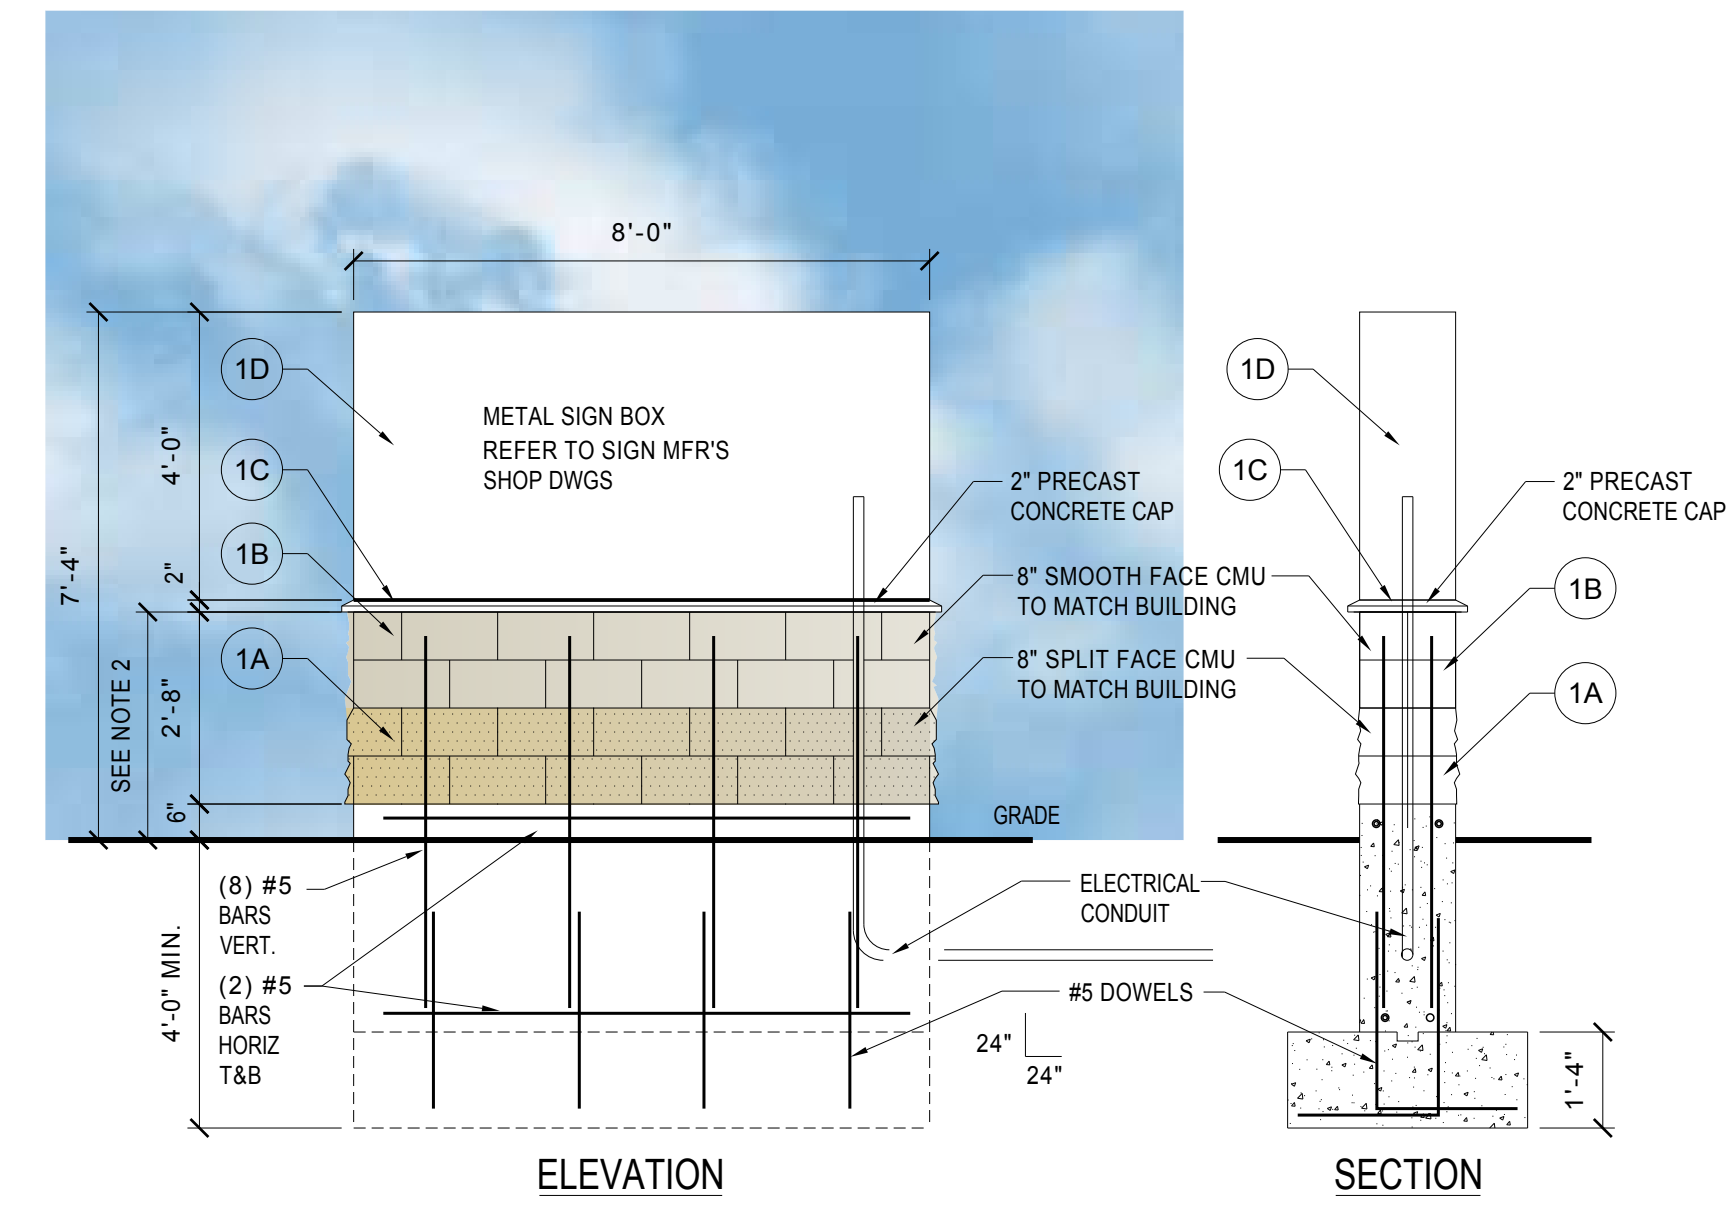 8'-0"
1D
METAL SIGN BOX
REFER TO SIGN MFR'S
SHOP DWGS
4'-0"
1C
2" PRECAST
CONCRETE CAP
7'-4"
2"
1B
8" SMOOTH FACE CMU
TO MATCH BUILDING
SEE NOTE 2
2'-8"
1A
8" SPLIT FACE CMU
TO MATCH BUILDING
6"
GRADE
(8) #5
BARS
VERT.
4'-0" MIN.
(2) #5
BARS
HORIZ
T&B
ELECTRICAL
CONDUIT
#5 DOWELS
24"
24"
ELEVATION
1D
1C
2" PRECAST
CONCRETE CAP
1B
1A
1'-4"
SECTION